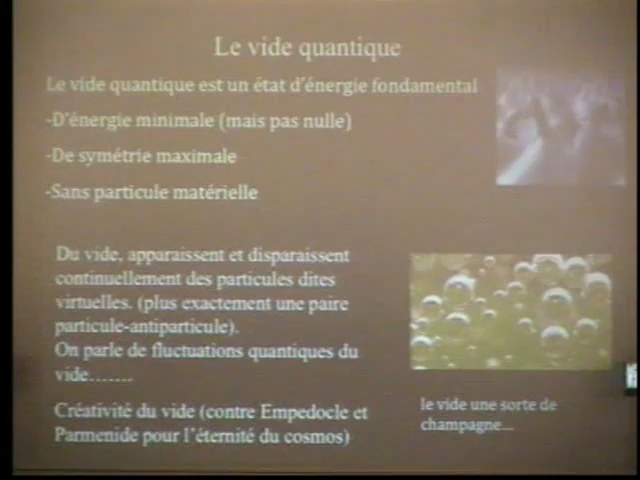 Le vide quantique
Le vide quantique est un état d'énergie fondamental
-D'énergie minimale (mais pas nulle)
-De symétrie maximale
-Sans particule matérielle
Du vide, apparaissent et disparaissent
continuellement des particules dites
virtuelles. (plus exactement une paire
particule-antiparticule).
On parle de fluctuations quantiques du
vide.......
Créativité du vide (contre Empedocle et
Parmenide pour l'éternité du cosmos)
le vide une sorte de
champagne...